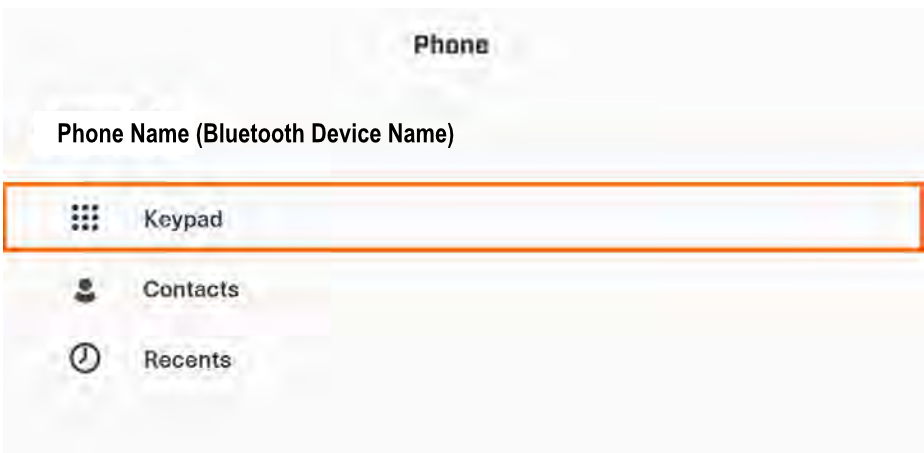 Phone
Phone Name (Bluetooth Device Name)
Keypad
Contacts
Recents